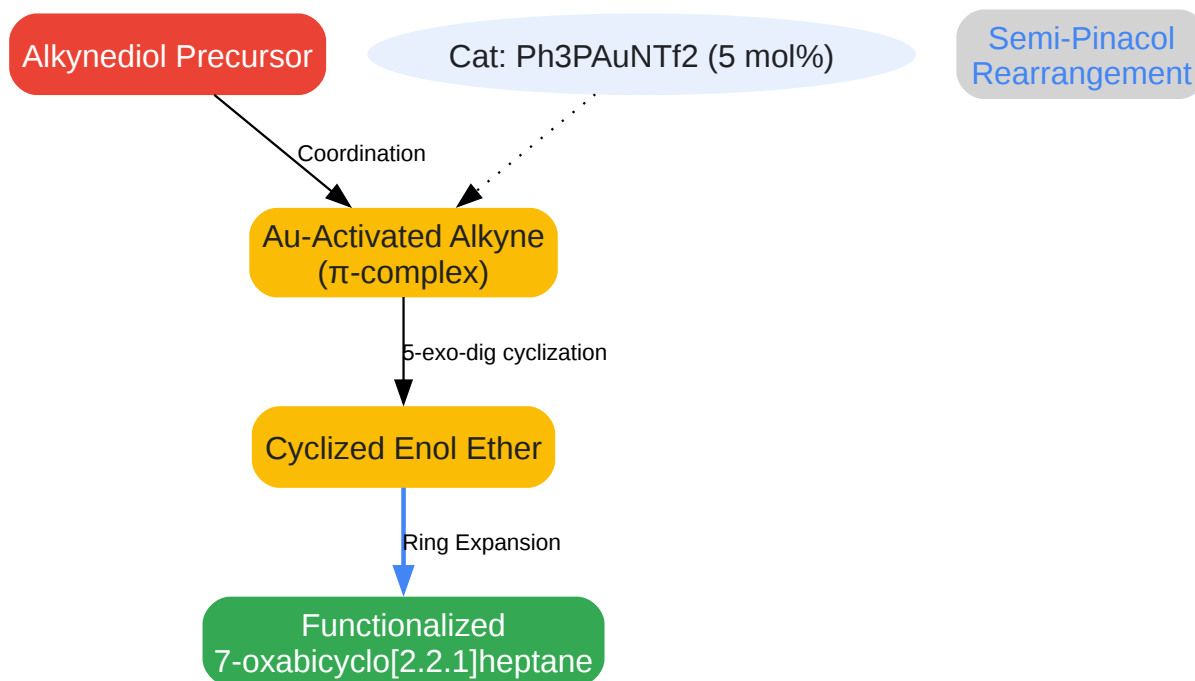 Alkynediol Precursor
Cat: Ph3PAuNTf2 (5 mol%)
Semi-Pinacol
Rearrangement
Coordination
Au-Activated Alkyne
(π-complex)
5-exo-dig cyclization
Cyclized Enol Ether
Ring Expansion
Functionalized
7-oxabicyclo[2.2.1]heptane